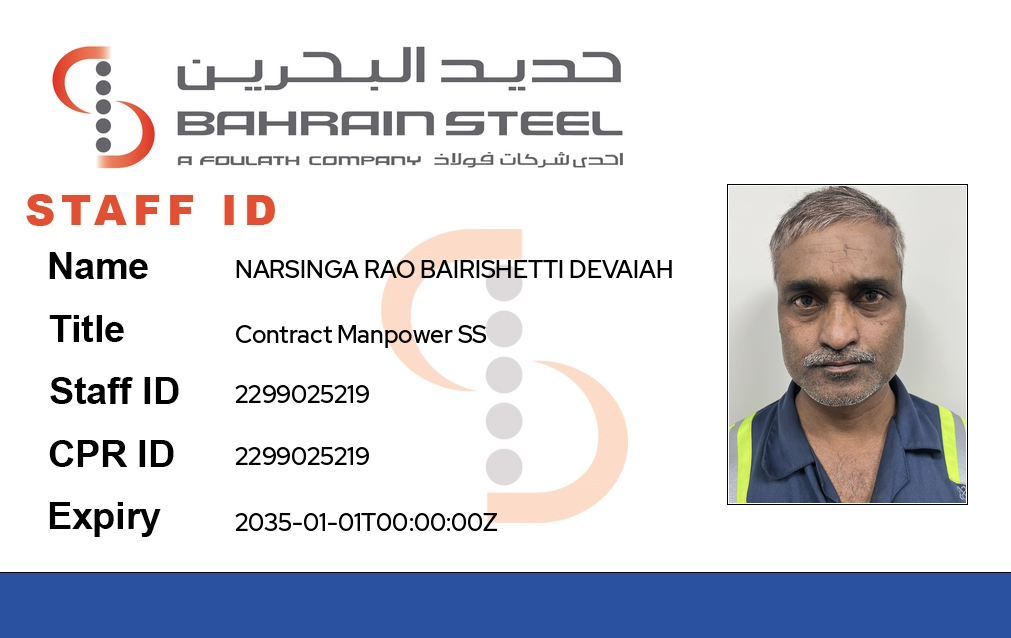 حديد البحرين
BAHRAIN STEEL
A FOULATH COMPANY احدى شركات فولاذ
STAFF ID
Name NARSINGA RAO BAIRISHETTI DEVAIAH
Title Contract Manpower SS
Staff ID 2299025219
CPR ID 2299025219
Expiry 2035-01-01T00:00:00Z